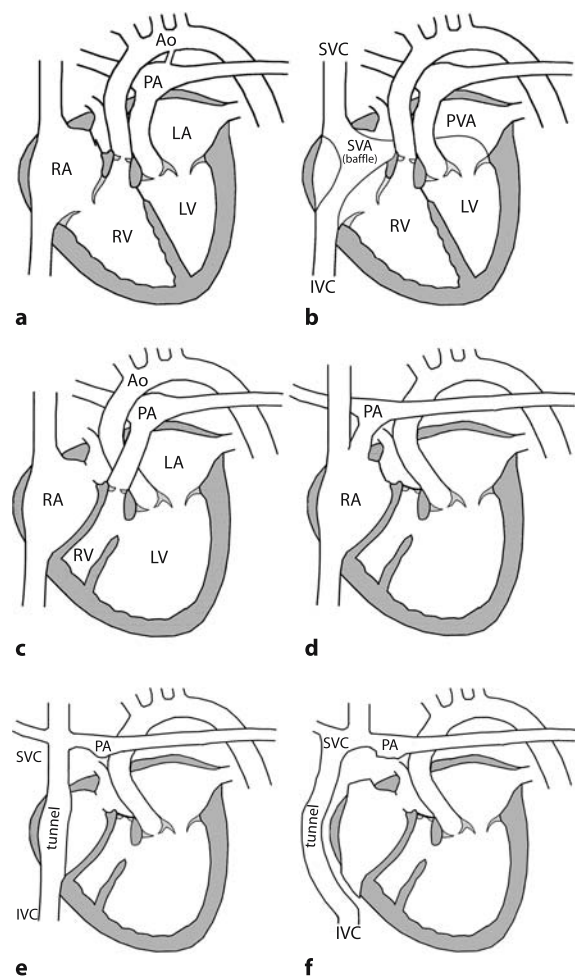 Ao
PA
LA
RA
RV
LV
a
SVC
PVA
SVA
(baffle)
RV
LV
IVC
b
Ao
PA
LA
RA
RV
LV
c
PA
RA
d
SVC
PA
tunnel
IVC
e
SVC
PA
tunnel
IVC
f